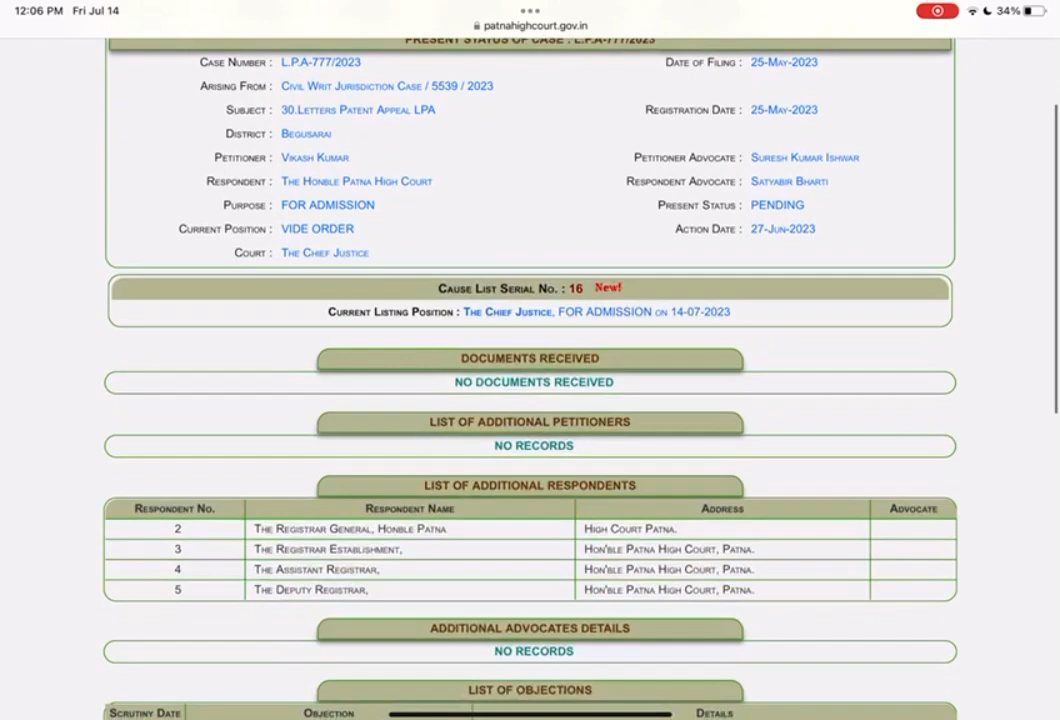 12:06 PM Fri Jul 14
34%
patnahighcourt.gov.in
PRESENT STATUS OF CASE : L.P.A-777/2023
CASE NUMBER : L.P.A-777/2023 DATE OF FILING : 25-MAY-2023
ARISING FROM : CIVIL WRIT JURISDICTION CASE / 5539 / 2023
SUBJECT : 30.LETTERS PATENT APPEAL LPA REGISTRATION DATE : 25-MAY-2023
DISTRICT : BEGUSARAI
PETITIONER : VIKASH KUMAR PETITIONER ADVOCATE : SURESH KUMAR ISHWAR
RESPONDENT : THE HONBLE PATNA HIGH COURT RESPONDENT ADVOCATE : SATYABIR BHARTI
PURPOSE : FOR ADMISSION PRESENT STATUS : PENDING
CURRENT POSITION : VIDE ORDER ACTION DATE : 27-JUN-2023
COURT : THE CHIEF JUSTICE
CAUSE LIST SERIAL NO. : 16 New!
CURRENT LISTING POSITION : THE CHIEF JUSTICE, FOR ADMISSION ON 14-07-2023
DOCUMENTS RECEIVED
NO DOCUMENTS RECEIVED
LIST OF ADDITIONAL PETITIONERS
NO RECORDS
LIST OF ADDITIONAL RESPONDENTS
RESPONDENT NO. RESPONDENT NAME ADDRESS ADVOCATE
2 THE REGISTRAR GENERAL, HONBLE PATNA HIGH COURT PATNA.
3 THE REGISTRAR ESTABLISHMENT, HON'BLE PATNA HIGH COURT, PATNA.
4 THE ASSISTANT REGISTRAR, HON'BLE PATNA HIGH COURT, PATNA.
5 THE DEPUTY REGISTRAR, HON'BLE PATNA HIGH COURT, PATNA.
ADDITIONAL ADVOCATES DETAILS
NO RECORDS
LIST OF OBJECTIONS
SCRUTINY DATE OBJECTION DETAILS